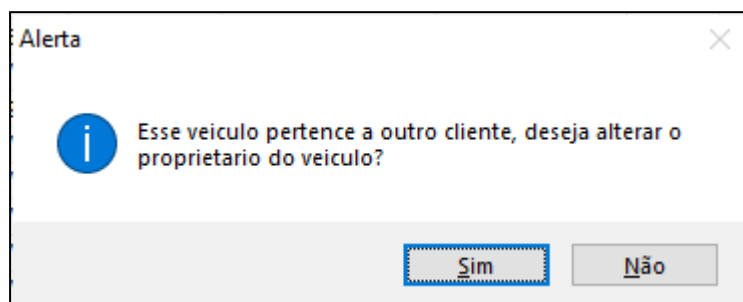 Alerta
Esse veiculo pertence a outro cliente, deseja alterar o
proprietario do veiculo?
Sim
Não